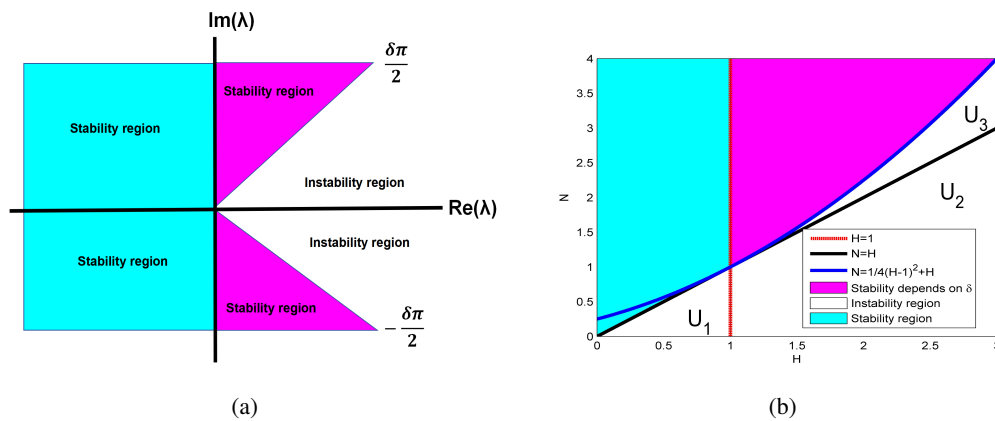 Im(λ)
δπ
2
Stability region
Stability region
Instability region
Re(λ)
Instability region
Stability region
Stability region
- δπ
2
(a)
4
3.5
3
2.5
2
1.5
1
0.5
0
N
0
0.5
1
1.5
2
2.5
3
H
U3
U2
U1
H=1
N=H
N=1/4(H-1)²+H
Stability depends on δ
Instability region
Stability region
(b)